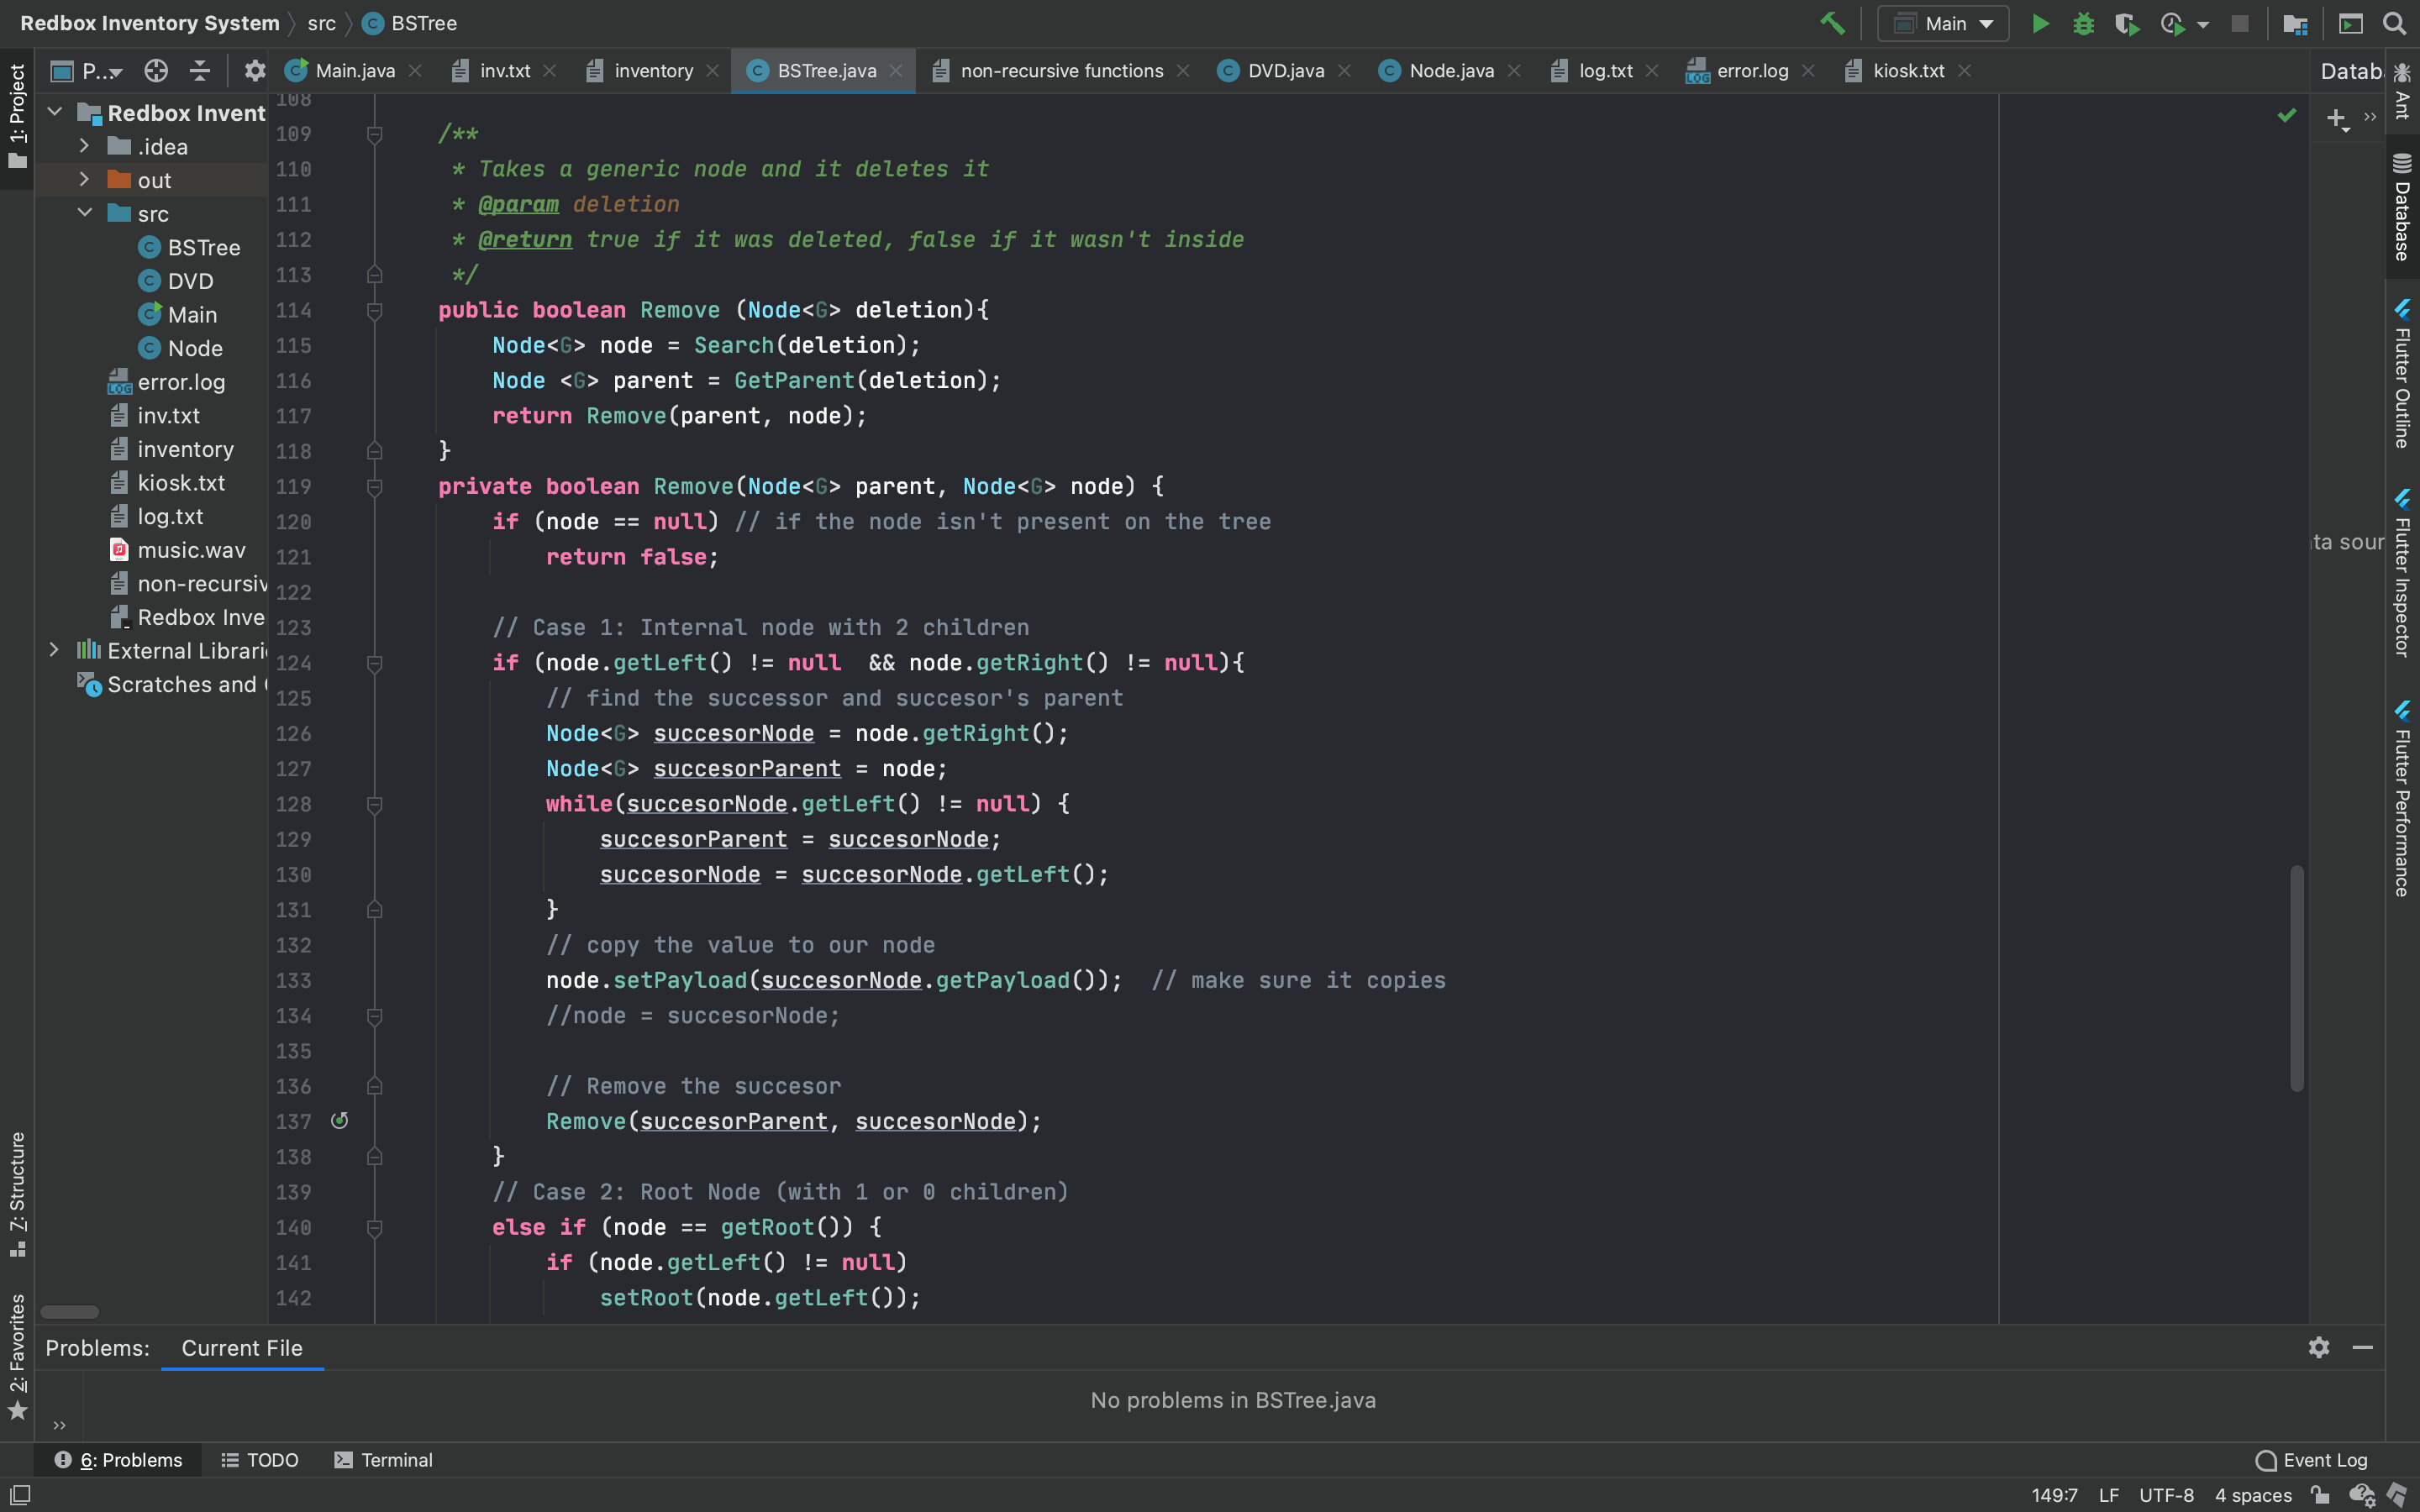 Redbox Inventory System 〉 src 〉 BSTree
Main
P...
Main.java
inv.txt
inventory
BSTree.java
non-recursive functions
DVD.java
Node.java
log.txt
error.log
kiosk.txt
Datab
1: Project
7: Structure
2: Favorites
Redbox Invent
.idea
out
src
BSTree
DVD
Main
Node
error.log
inv.txt
inventory
kiosk.txt
log.txt
music.wav
non-recursiv
Redbox Inve
External Librari
Scratches and
108
109 /**
110 * Takes a generic node and it deletes it
111 * @param deletion
112 * @return true if it was deleted, false if it wasn't inside
113 */
114 public boolean Remove (Node<G> deletion){
115 Node<G> node = Search(deletion);
116 Node <G> parent = GetParent(deletion);
117 return Remove(parent, node);
118 }
119 private boolean Remove(Node<G> parent, Node<G> node) {
120 if (node == null) // if the node isn't present on the tree
121 return false;
122
123 // Case 1: Internal node with 2 children
124 if (node.getLeft() != null  && node.getRight() != null){
125 // find the successor and succesor's parent
126 Node<G> succesorNode = node.getRight();
127 Node<G> succesorParent = node;
128 while(succesorNode.getLeft() != null) {
129 succesorParent = succesorNode;
130 succesorNode = succesorNode.getLeft();
131 }
132 // copy the value to our node
133 node.setPayload(succesorNode.getPayload());  // make sure it copies
134 //node = succesorNode;
135
136 // Remove the succesor
137 Remove(succesorParent, succesorNode);
138 }
139 // Case 2: Root Node (with 1 or 0 children)
140 else if (node == getRoot()) {
141 if (node.getLeft() != null)
142 setRoot(node.getLeft());
ta sour
Ant
Database
Flutter Outline
Flutter Inspector
Flutter Performance
Problems: Current File
No problems in BSTree.java
6: Problems
TODO
Terminal
Event Log
149:7 LF UTF-8 4 spaces